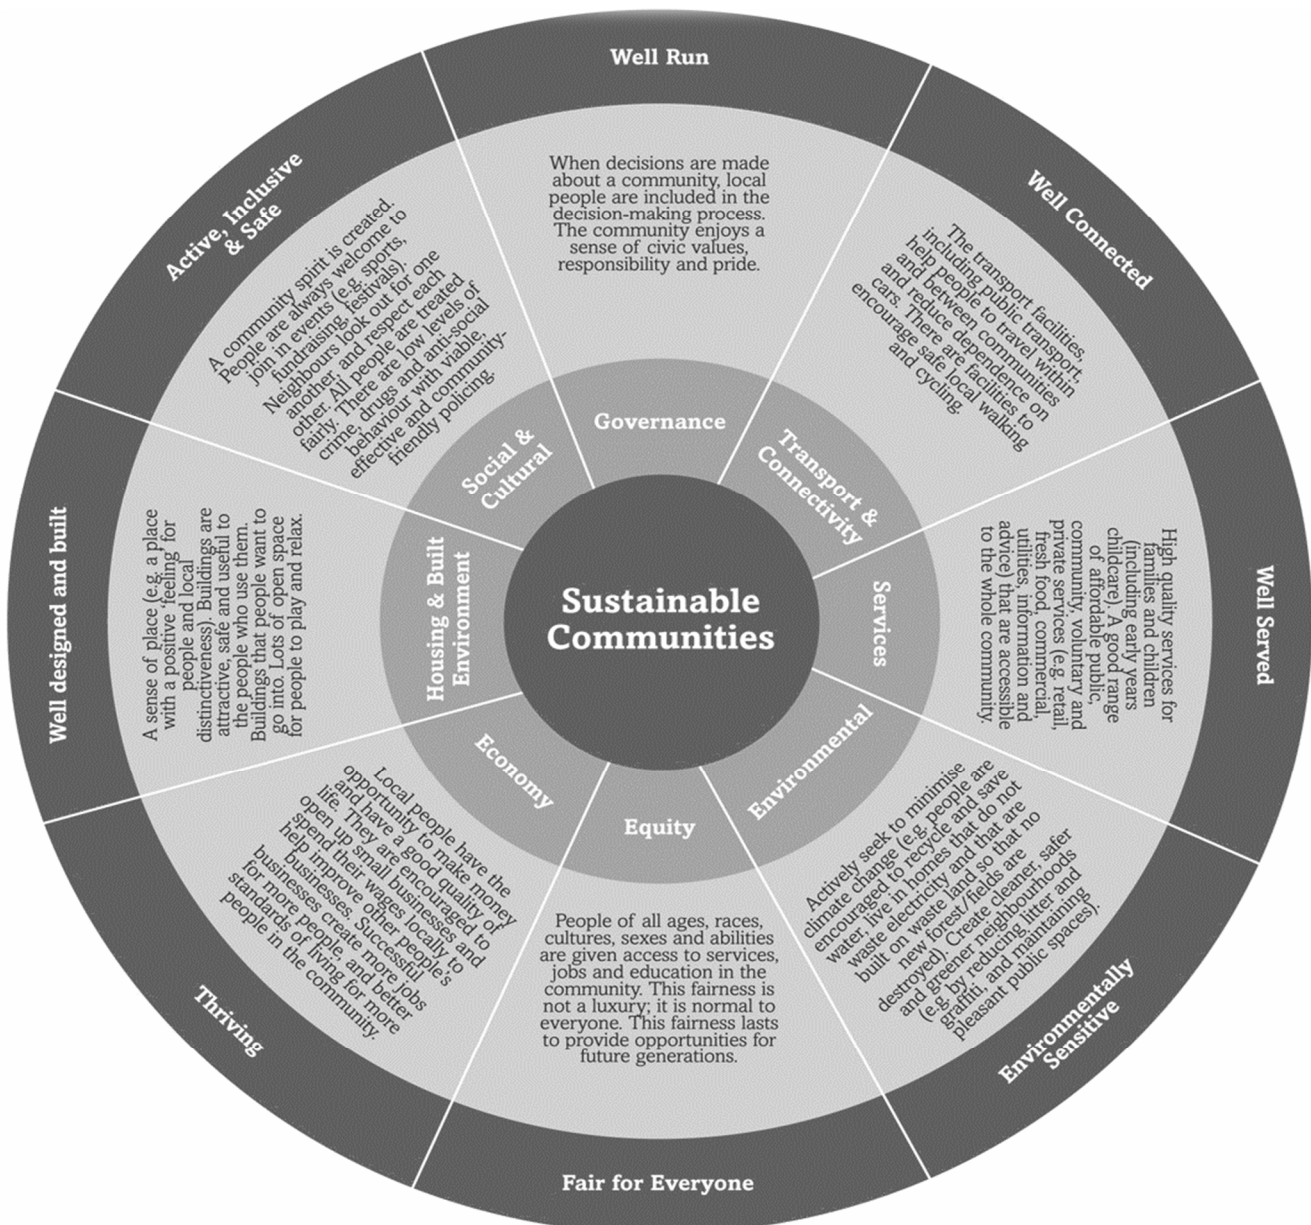 Well Run
When decisions are made
about a community, local
people are included in the
decision-making process.
The community enjoys a
sense of civic values,
responsibility and pride.
Governance
Well Connected
The transport facilities,
including public transport,
help people to travel within
and between communities
and reduce dependence on
cars. There are facilities to
encourage safe local walking
and cycling.
Transport &
Connectivity
Well Served
High quality services for
families and children
(including early years
childcare). A good range
of affordable public,
community, voluntary and
private services (e.g. retail,
fresh food, commercial,
utilities, information and
advice) that are accessible
to the whole community.
Services
Environmentally
Sensitive
Actively seek to minimise
climate change (e.g. people are
encouraged to recycle and save
water, live in homes that do not
waste electricity and that are
built on waste land so that no
new forest/fields are
destroyed). Create cleaner, safer
and greener neighbourhoods
(e.g. by reducing litter and
graffiti, and maintaining
pleasant public spaces).
Environmental
Fair for Everyone
People of all ages, races,
cultures, sexes and abilities
are given access to services,
jobs and education in the
community. This fairness is
not a luxury; it is normal to
everyone. This fairness lasts
to provide opportunities for
future generations.
Equity
Thriving
Local people have the
opportunity to make money
and have a good quality of
life. They are encouraged to
open up small businesses and
spend their wages locally to
help improve other people's
businesses. Successful
businesses create more jobs
for more people, and better
standards of living for more
people in the community.
Economy
Well designed and built
A sense of place (e.g. a place
with a positive ‘feeling’ for
people and local
distinctiveness). Buildings are
attractive, safe and useful to
the people who use them.
Buildings that people want to
go into. Lots of open space
for people to play and relax.
Housing & Built
Environment
Active, Inclusive
& Safe
A community spirit is created.
People are always welcome to
join in events (e.g. sports,
fundraising, festivals).
Neighbours look out for one
another, and respect each
other. All people are treated
fairly. There are low levels of
crime, drugs and anti-social
behaviour with viable,
effective and community-
friendly policing.
Social &
Cultural
Sustainable
Communities